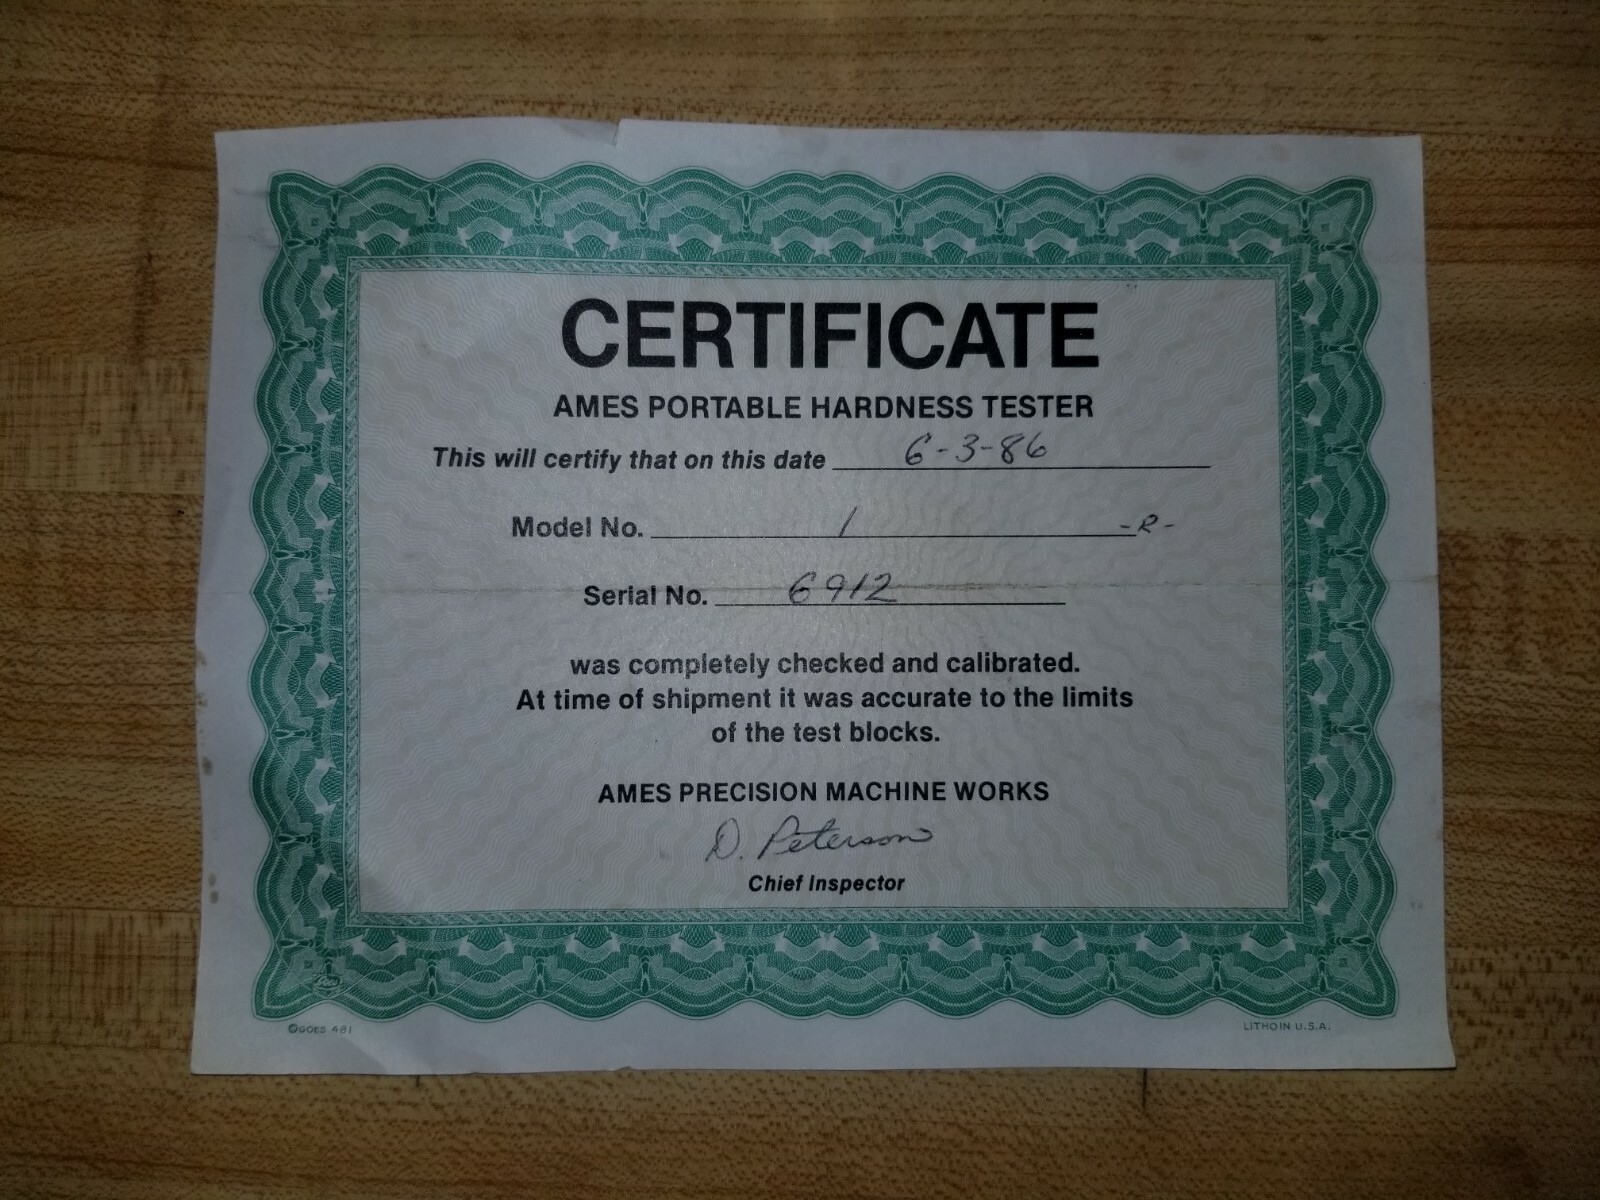 CERTIFICATE
AMES PORTABLE HARDNESS TESTER
This will certify that on this date 6-3-86
Model No. 1 -R-
Serial No. 6912
was completely checked and calibrated.
At time of shipment it was accurate to the limits
of the test blocks.
AMES PRECISION MACHINE WORKS
D. Peterson
Chief Inspector
©GOES 481
LITHO IN U.S.A.